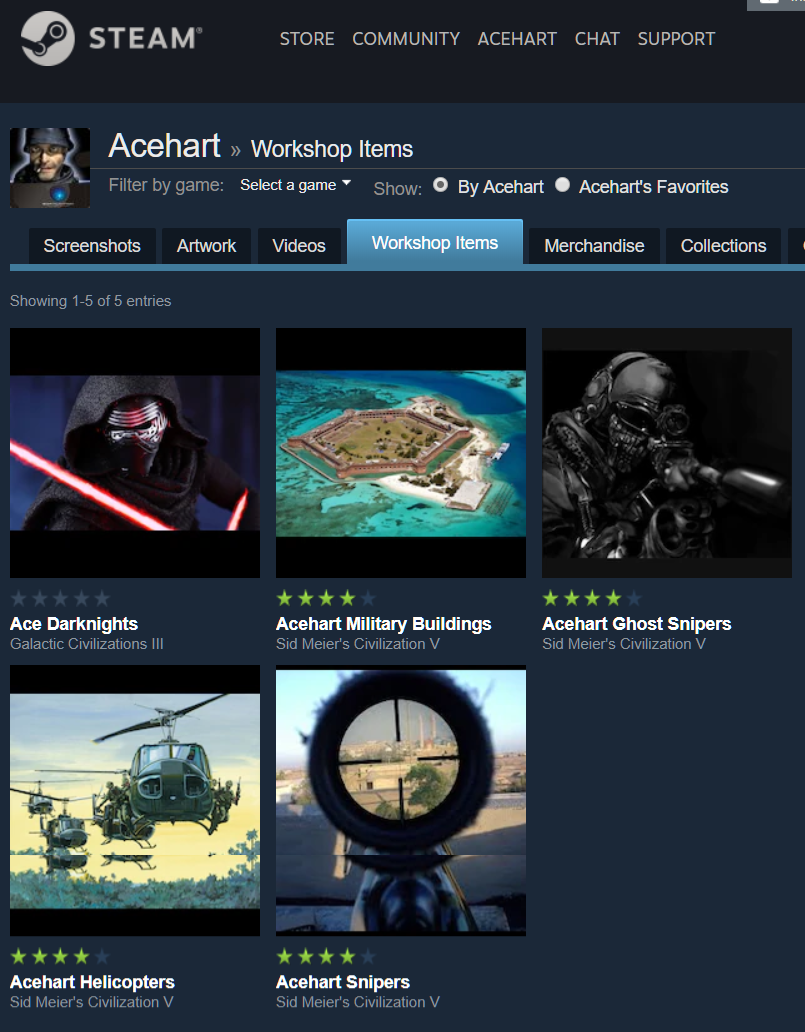 STEAM®
STORE COMMUNITY ACEHART CHAT SUPPORT
Acehart » Workshop Items
Filter by game: Select a game Show: By Acehart Acehart's Favorites
Screenshots Artwork Videos Workshop Items Merchandise Collections
Showing 1-5 of 5 entries
Ace Darknights
Galactic Civilizations III
Acehart Military Buildings
Sid Meier's Civilization V
Acehart Ghost Snipers
Sid Meier's Civilization V
Acehart Helicopters
Sid Meier's Civilization V
Acehart Snipers
Sid Meier's Civilization V